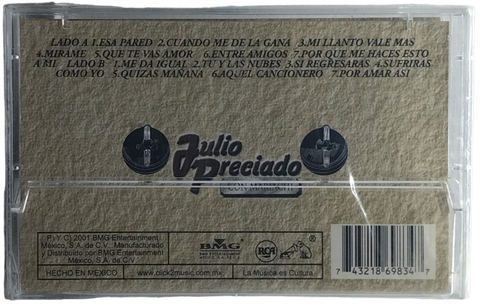 LADO A 1.ESA PARED 2.CUANDO ME DE LA GANA 3.MI LLANTO VALE MAS
4.MIRAME 5.QUE TE VAS AMOR 6.ENTRE AMIGOS 7.POR QUE ME HACES ESTO
A MI LADO B 1.ME DA IGUAL 2.TU Y LAS NUBES 3.SI REGRESARAS 4.SUFRIRAS
COMO YO 5.QUIZAS MAÑANA 6.AQUEL CANCIONERO 7.POR AMAR ASI
Julio
Preciado
CON MARIACHI
P) Y C) 2001 BMG Entertainment
México, S.A. de C.V. Manufacturado
y Distribuido por BMG Entertainment
México, S.A. de C.V.
HECHO EN MEXICO
www.click2music.com.mx
BMG
RCA
La Música es Cultura.
7 43218 69834 7